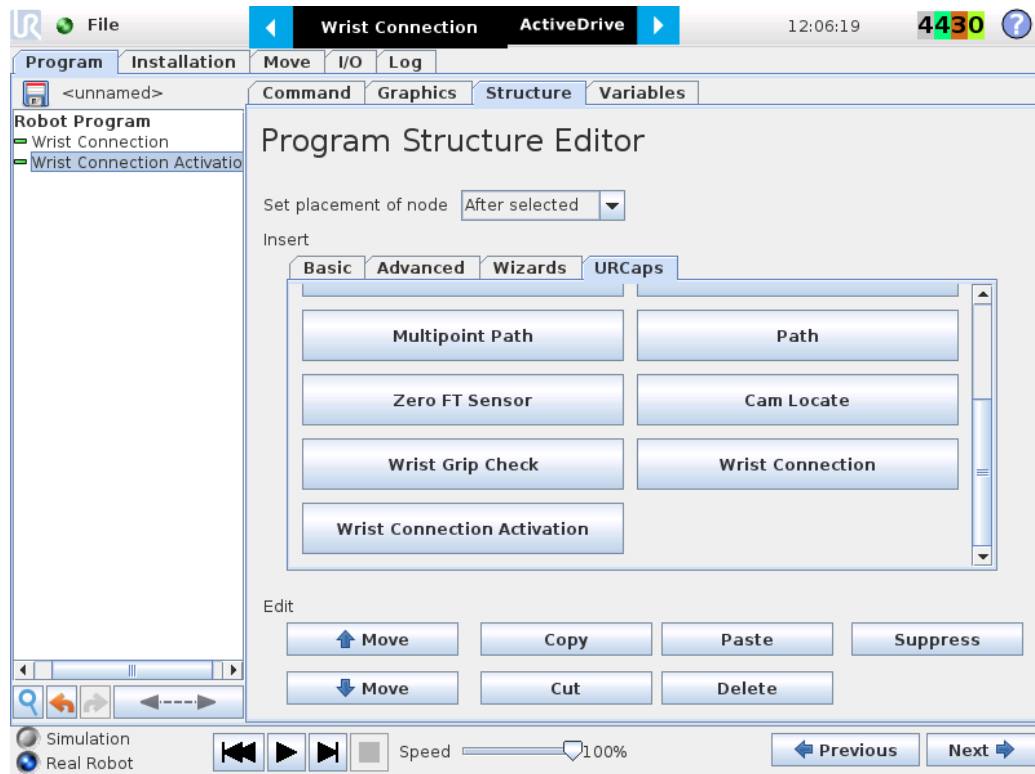 UR File Wrist Connection ActiveDrive 12:06:19 4430 ?
Program Installation Move I/O Log
<unnamed> Command Graphics Structure Variables
Robot Program
Wrist Connection
Wrist Connection Activatio
Program Structure Editor
Set placement of node After selected
Insert
Basic Advanced Wizards URCaps
Multipoint Path Path
Zero FT Sensor Cam Locate
Wrist Grip Check Wrist Connection
Wrist Connection Activation
Edit
Move Copy Paste Suppress
Move Cut Delete
Simulation
Real Robot
Speed 100% Previous Next